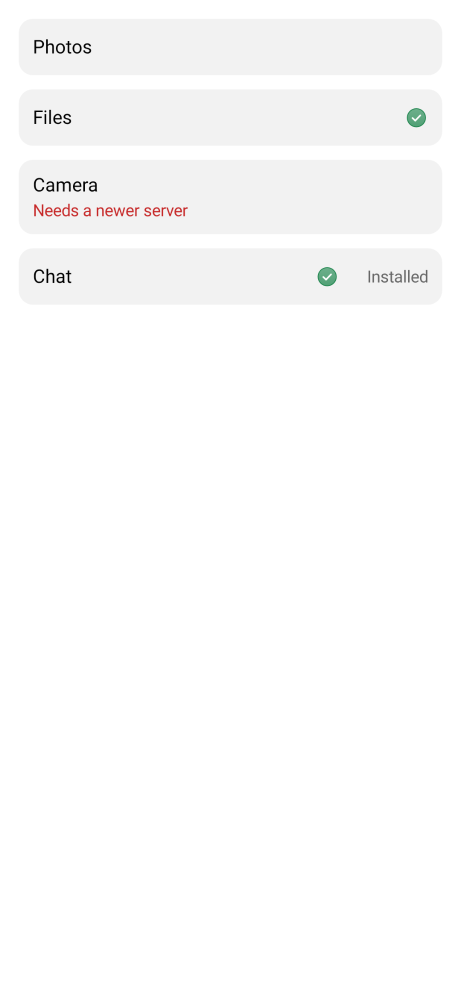 Photos
Files
Camera
Needs a newer server
Chat
Installed